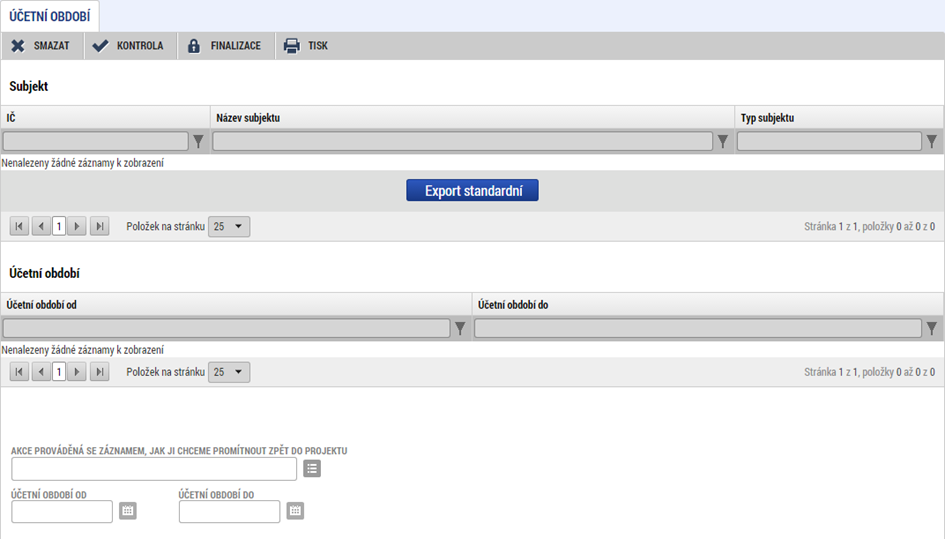 ÚČETNÍ OBDOBÍ
SMAZAT KONTROLA FINALIZACE TISK
Subjekt
IČ Název subjektu Typ subjektu
Nenalezeny žádné záznamy k zobrazení
Export standardní
1 Položek na stránku 25 Stránka 1 z 1, položky 0 až 0 z 0
Účetní období
Účetní období od Účetní období do
Nenalezeny žádné záznamy k zobrazení
1 Položek na stránku 25 Stránka 1 z 1, položky 0 až 0 z 0
AKCE PROVÁDĚNÁ SE ZÁZNAMEM, JAK JI CHCEME PROMÍTNOUT ZPĚT DO PROJEKTU
ÚČETNÍ OBDOBÍ OD ÚČETNÍ OBDOBÍ DO